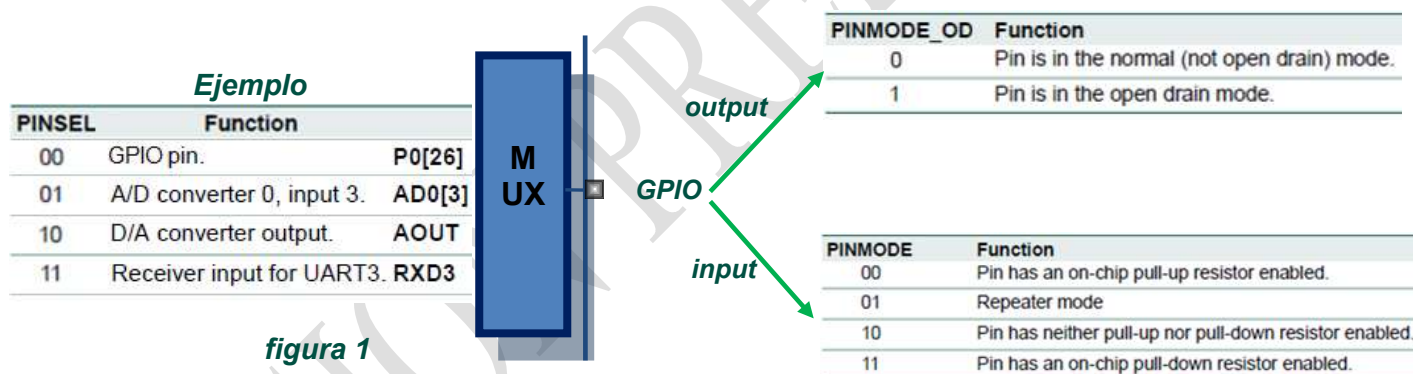 Ejemplo
PINSEL Function
00 GPIO pin. P0[26]
01 A/D converter 0, input 3. AD0[3]
10 D/A converter output. AOUT
11 Receiver input for UART3. RXD3
figura 1
M
UX
GPIO
output
input
PINMODE_OD Function
0 Pin is in the normal (not open drain) mode.
1 Pin is in the open drain mode.
PINMODE Function
00 Pin has an on-chip pull-up resistor enabled.
01 Repeater mode
10 Pin has neither pull-up nor pull-down resistor enabled.
11 Pin has an on-chip pull-down resistor enabled.